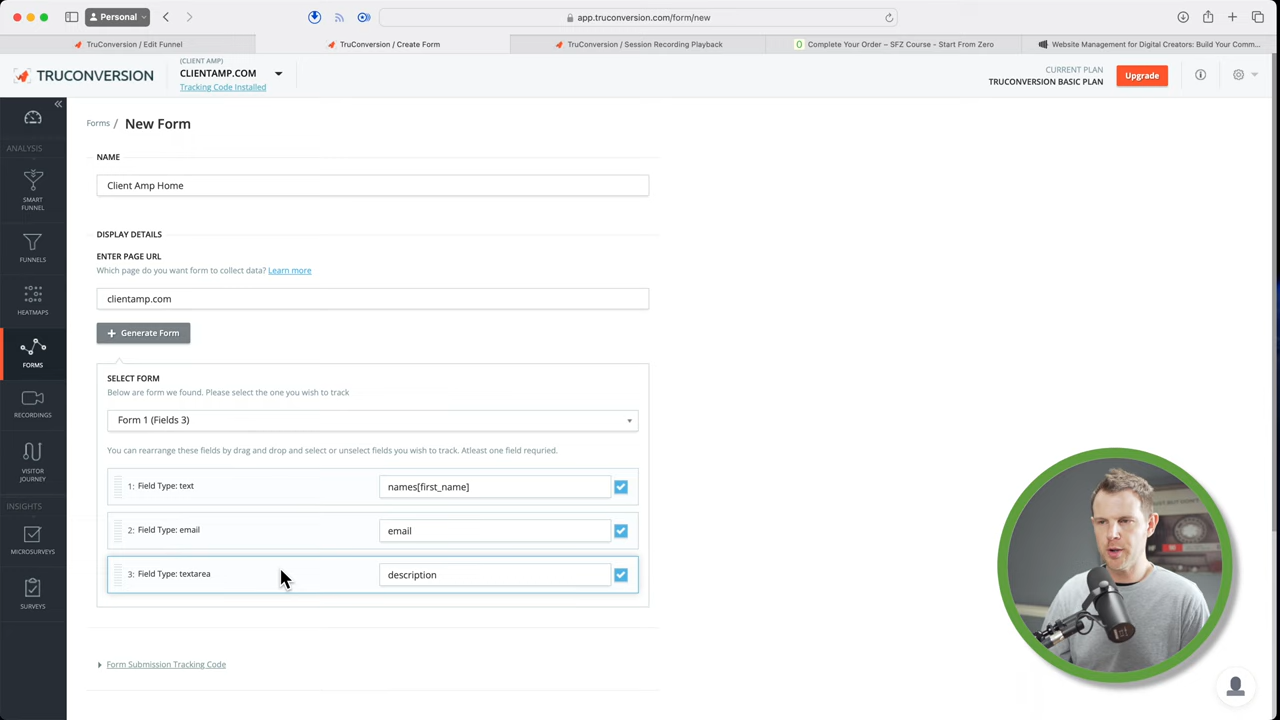 Personal
app.truconversion.com/form/new
TruConversion / Edit Funnel
TruConversion / Create Form
TruConversion / Session Recording Playback
Complete Your Order – SFZ Course - Start From Zero
Website Management for Digital Creators: Build Your Comm...
TRUCONVERSION
(CLIENT AMP)
CLIENTAMP.COM
Tracking Code Installed
CURRENT PLAN
TRUCONVERSION BASIC PLAN
Upgrade
ANALYSIS
SMART
FUNNEL
FUNNELS
HEATMAPS
FORMS
RECORDINGS
VISITOR
JOURNEY
INSIGHTS
MICROSURVEYS
SURVEYS
Forms / New Form
NAME
Client Amp Home
DISPLAY DETAILS
ENTER PAGE URL
Which page do you want form to collect data? Learn more
clientamp.com
+ Generate Form
SELECT FORM
Below are form we found. Please select the one you wish to track
Form 1 (Fields 3)
You can rearrange these fields by drag and drop and select or unselect fields you wish to track. Atleast one field requried.
1: Field Type: text names[first_name]
2: Field Type: email email
3: Field Type: textarea description
Form Submission Tracking Code